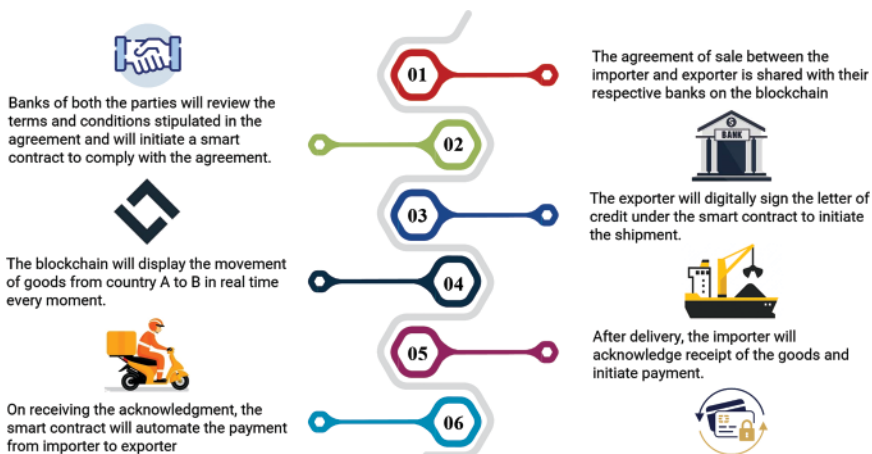 01
The agreement of sale between the
importer and exporter is shared with their
respective banks on the blockchain
Banks of both the parties will review the
terms and conditions stipulated in the
agreement and will initiate a smart
contract to comply with the agreement.
02
BANK
03
The exporter will digitally sign the letter of
credit under the smart contract to initiate
the shipment.
The blockchain will display the movement
of goods from country A to B in real time
every moment.
04
05
After delivery, the importer will
acknowledge receipt of the goods and
initiate payment.
On receiving the acknowledgment, the
smart contract will automate the payment
from importer to exporter
06